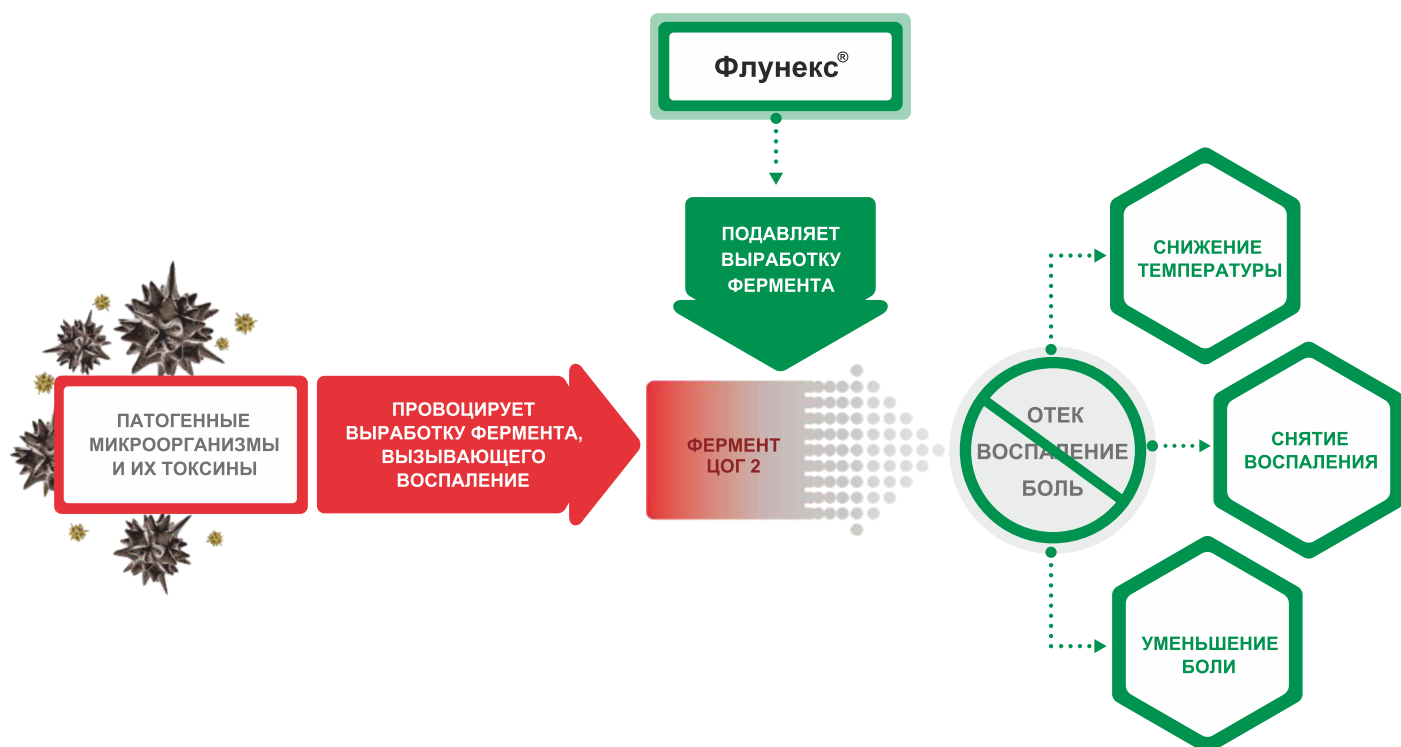 Флунекс®
ПОДАВЛЯЕТ
ВЫРАБОТКУ
ФЕРМЕНТА
ПАТОГЕННЫЕ
МИКРООРГАНИЗМЫ
И ИХ ТОКСИНЫ
ПРОВОЦИРУЕТ
ВЫРАБОТКУ ФЕРМЕНТА,
ВЫЗЫВАЮЩЕГО
ВОСПАЛЕНИЕ
ФЕРМЕНТ
ЦОГ 2
ОТЕК
ВОСПАЛЕНИЕ
БОЛЬ
СНИЖЕНИЕ
ТЕМПЕРАТУРЫ
СНЯТИЕ
ВОСПАЛЕНИЯ
УМЕНЬШЕНИЕ
БОЛИ